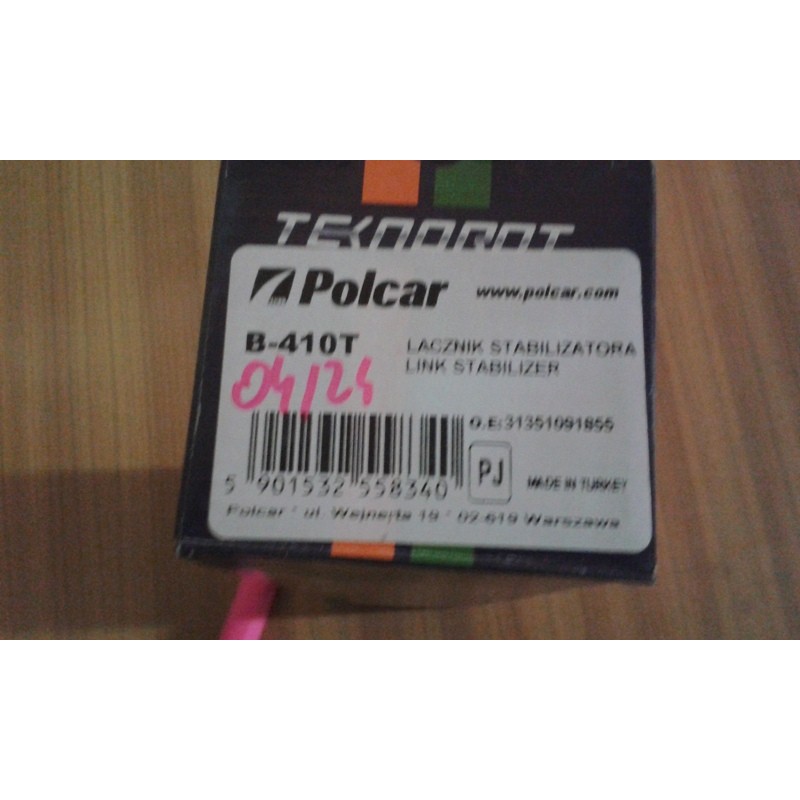 TEKNOROT
Polcar www.polcar.com
B-410T LACZNIK STABILIZATORA
LINK STABILIZER
04/24
O.E:31351091855
PJ MADE IN TURKEY
5 901532 558340
Polcar * ul. Wejnerta 19 * 02-619 Warszawa